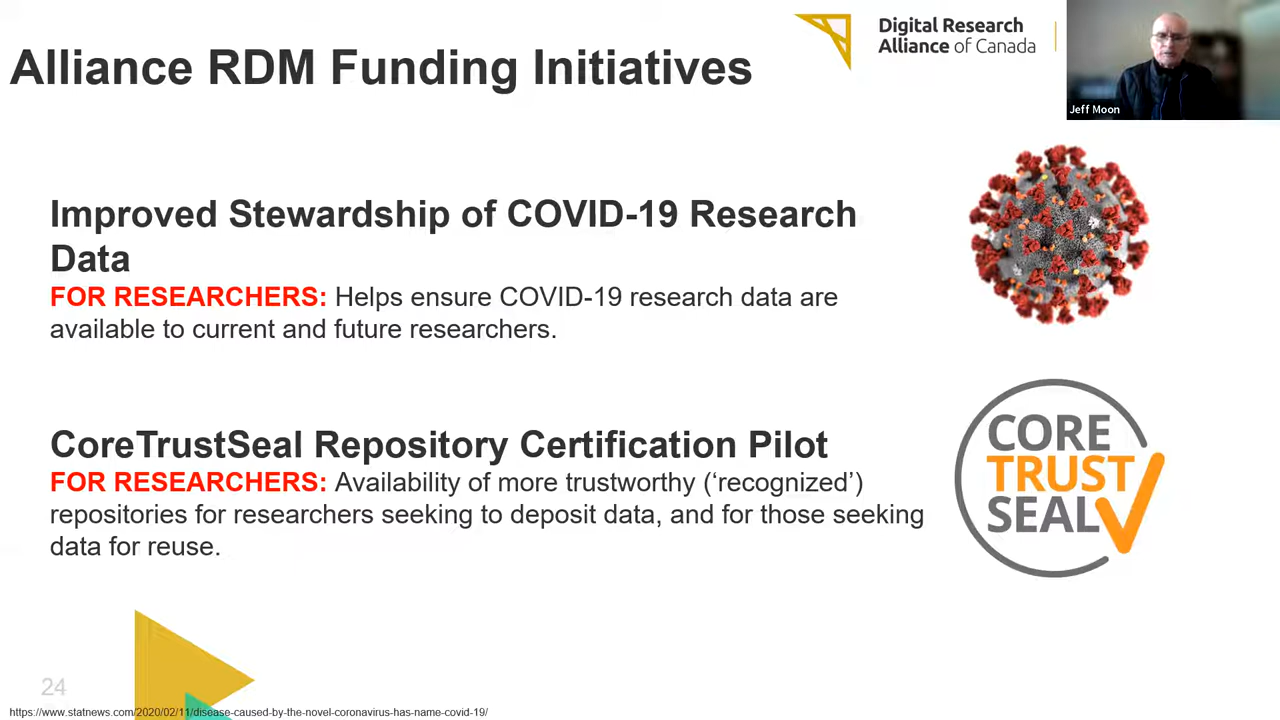 Alliance RDM Funding Initiatives
Digital Research
Alliance of Canada
Jeff Moon
Improved Stewardship of COVID-19 Research
Data
FOR RESEARCHERS: Helps ensure COVID-19 research data are
available to current and future researchers.
CoreTrustSeal Repository Certification Pilot
FOR RESEARCHERS: Availability of more trustworthy (‘recognized’)
repositories for researchers seeking to deposit data, and for those seeking
data for reuse.
CORE
TRUST
SEAL
24
https://www.statnews.com/2020/02/11/disease-caused-by-the-novel-coronavirus-has-name-covid-19/